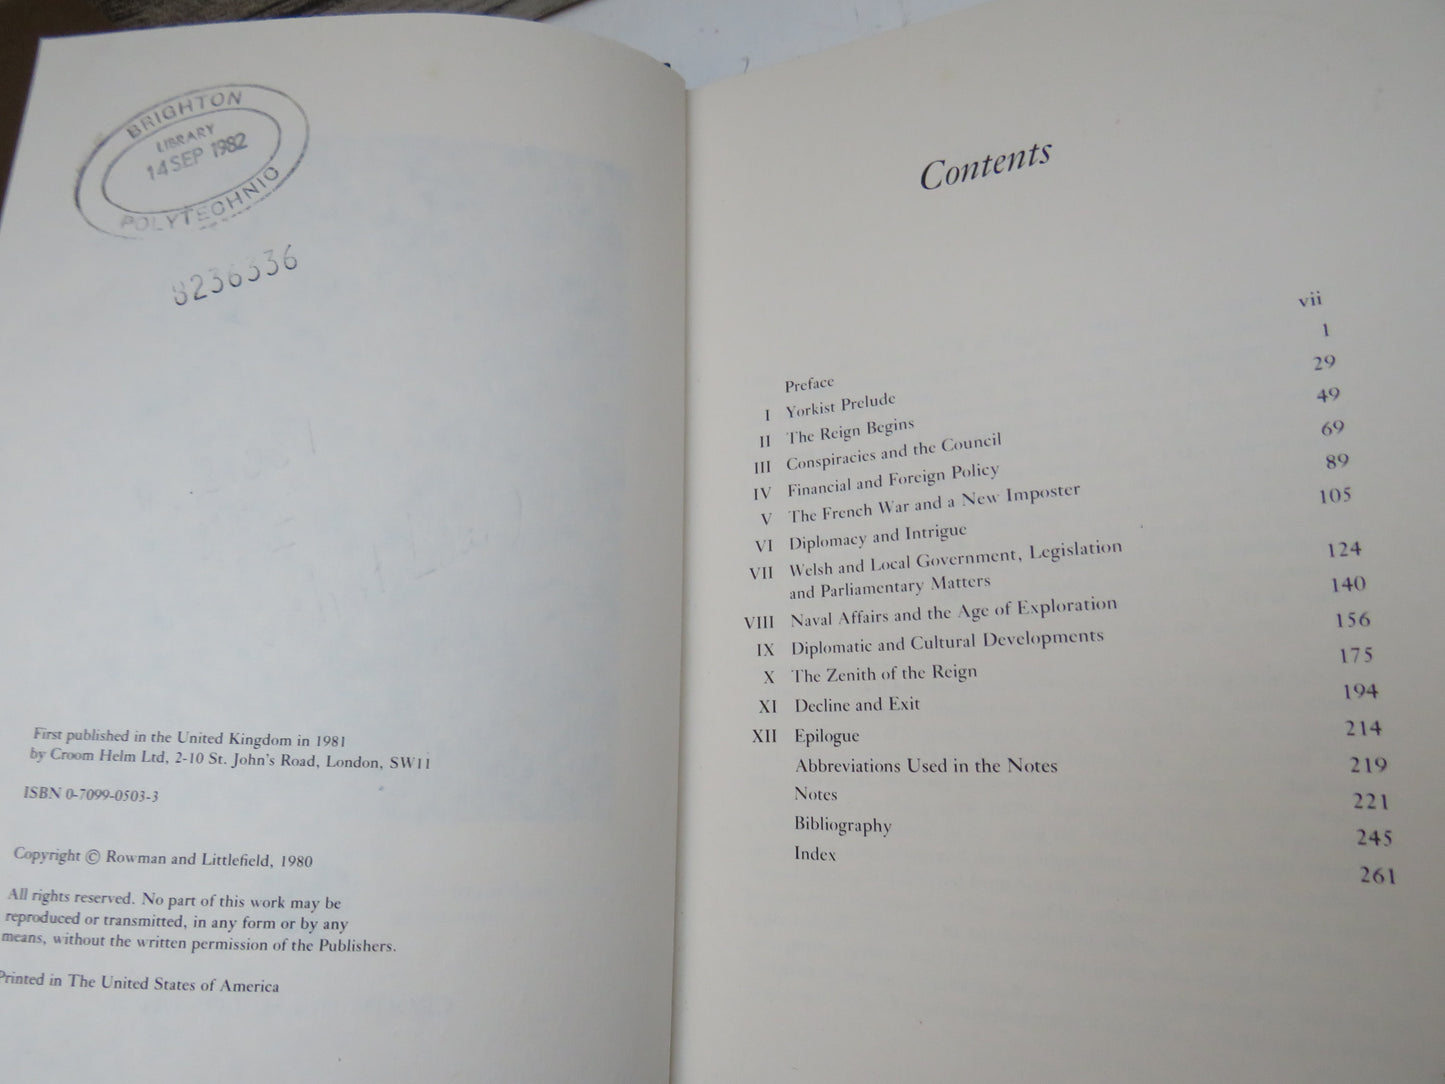 BRIGHTON
LIBRARY
14 SEP 1982
POLYTECHNIC
8236336
First published in the United Kingdom in 1981
by Croom Helm Ltd, 2-10 St. John's Road, London, SW11
ISBN 0-7099-0503-3
Copyright © Rowman and Littlefield, 1980
All rights reserved. No part of this work may be
reproduced or transmitted, in any form or by any
means, without the written permission of the Publishers.
Printed in The United States of America
Contents
Preface vii
I Yorkist Prelude 1
II The Reign Begins 29
III Conspiracies and the Council 49
IV Financial and Foreign Policy 69
V The French War and a New Imposter 89
VI Diplomacy and Intrigue 105
VII Welsh and Local Government, Legislation
and Parliamentary Matters 124
VIII Naval Affairs and the Age of Exploration 140
IX Diplomatic and Cultural Developments 156
X The Zenith of the Reign 175
XI Decline and Exit 194
XII Epilogue 214
Abbreviations Used in the Notes 219
Notes 221
Bibliography 245
Index 261